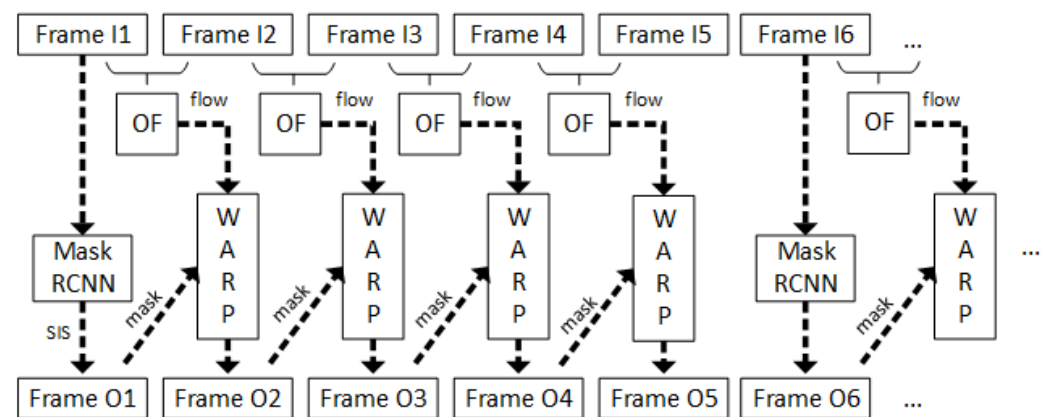 Frame I1 Frame I2 Frame I3 Frame I4 Frame I5 Frame I6 ...
flow flow flow flow flow
OF OF OF OF OF
W A R P W A R P W A R P W A R P W A R P
Mask RCNN Mask RCNN ...
mask mask mask mask mask
SIS
Frame O1 Frame O2 Frame O3 Frame O4 Frame O5 Frame O6 ...